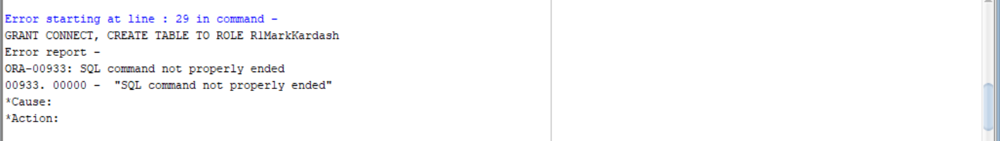 Error starting at line : 29 in command -
GRANT CONNECT, CREATE TABLE TO ROLE RlMarkKardash
Error report -
ORA-00933: SQL command not properly ended
00933. 00000 -  "SQL command not properly ended"
*Cause:
*Action: